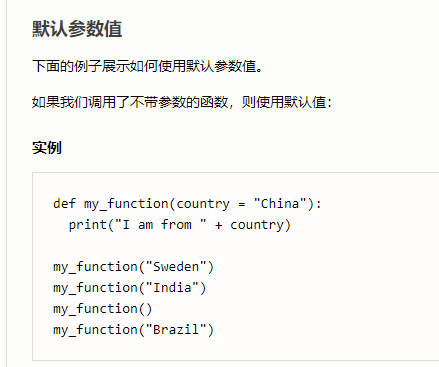 默认参数值
下面的例子展示如何使用默认参数值。
如果我们调用了不带参数的函数，则使用默认值：
实例
def my_function(country = "China"):
  print("I am from " + country)
my_function("Sweden")
my_function("India")
my_function()
my_function("Brazil")